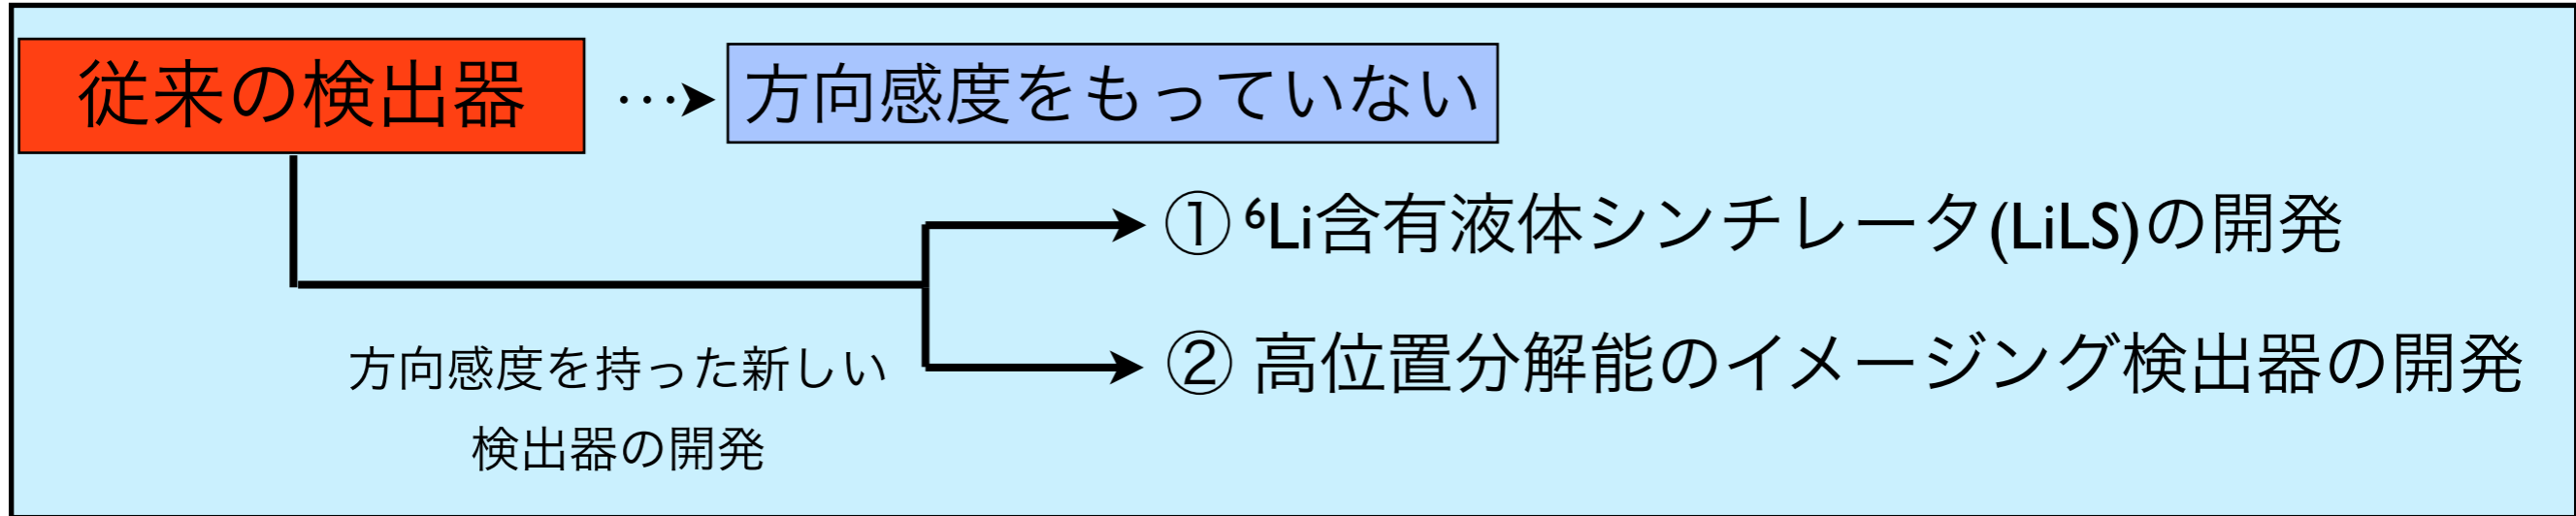 従来の検出器 …➤ 方向感度をもっていない
① ⁶Li含有液体シンチレータ(LiLS)の開発
② 高位置分解能のイメージング検出器の開発
方向感度を持った新しい
検出器の開発